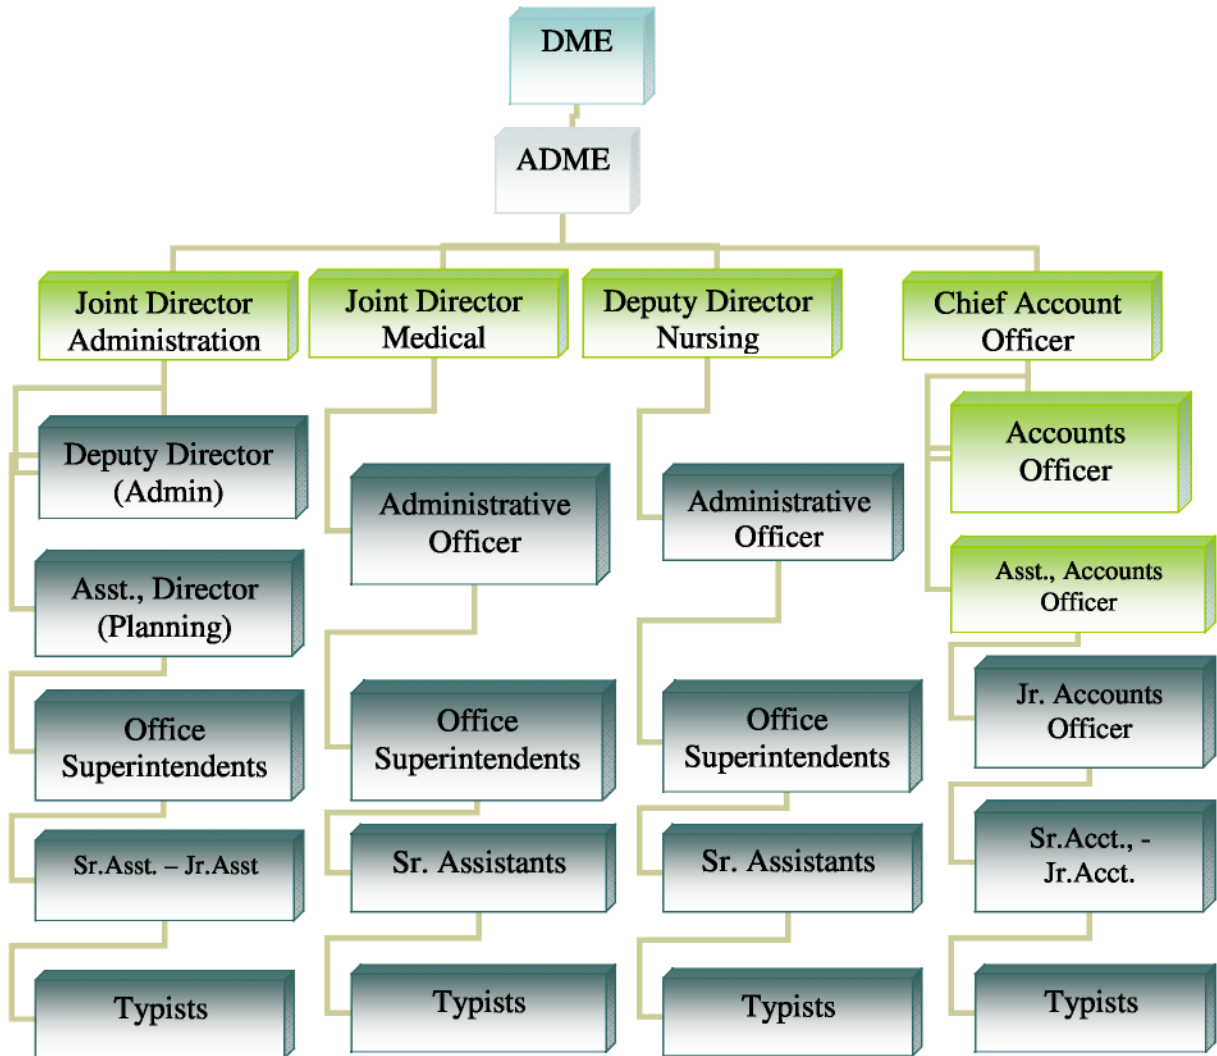 DME
ADME
Joint Director
Administration
Joint Director
Medical
Deputy Director
Nursing
Chief Account
Officer
Deputy Director
(Admin)
Asst., Director
(Planning)
Office
Superintendents
Sr.Asst. – Jr.Asst
Typists
Administrative
Officer
Office
Superintendents
Sr. Assistants
Typists
Administrative
Officer
Office
Superintendents
Sr. Assistants
Typists
Accounts
Officer
Asst., Accounts
Officer
Jr. Accounts
Officer
Sr.Acct., -
Jr.Acct.
Typists